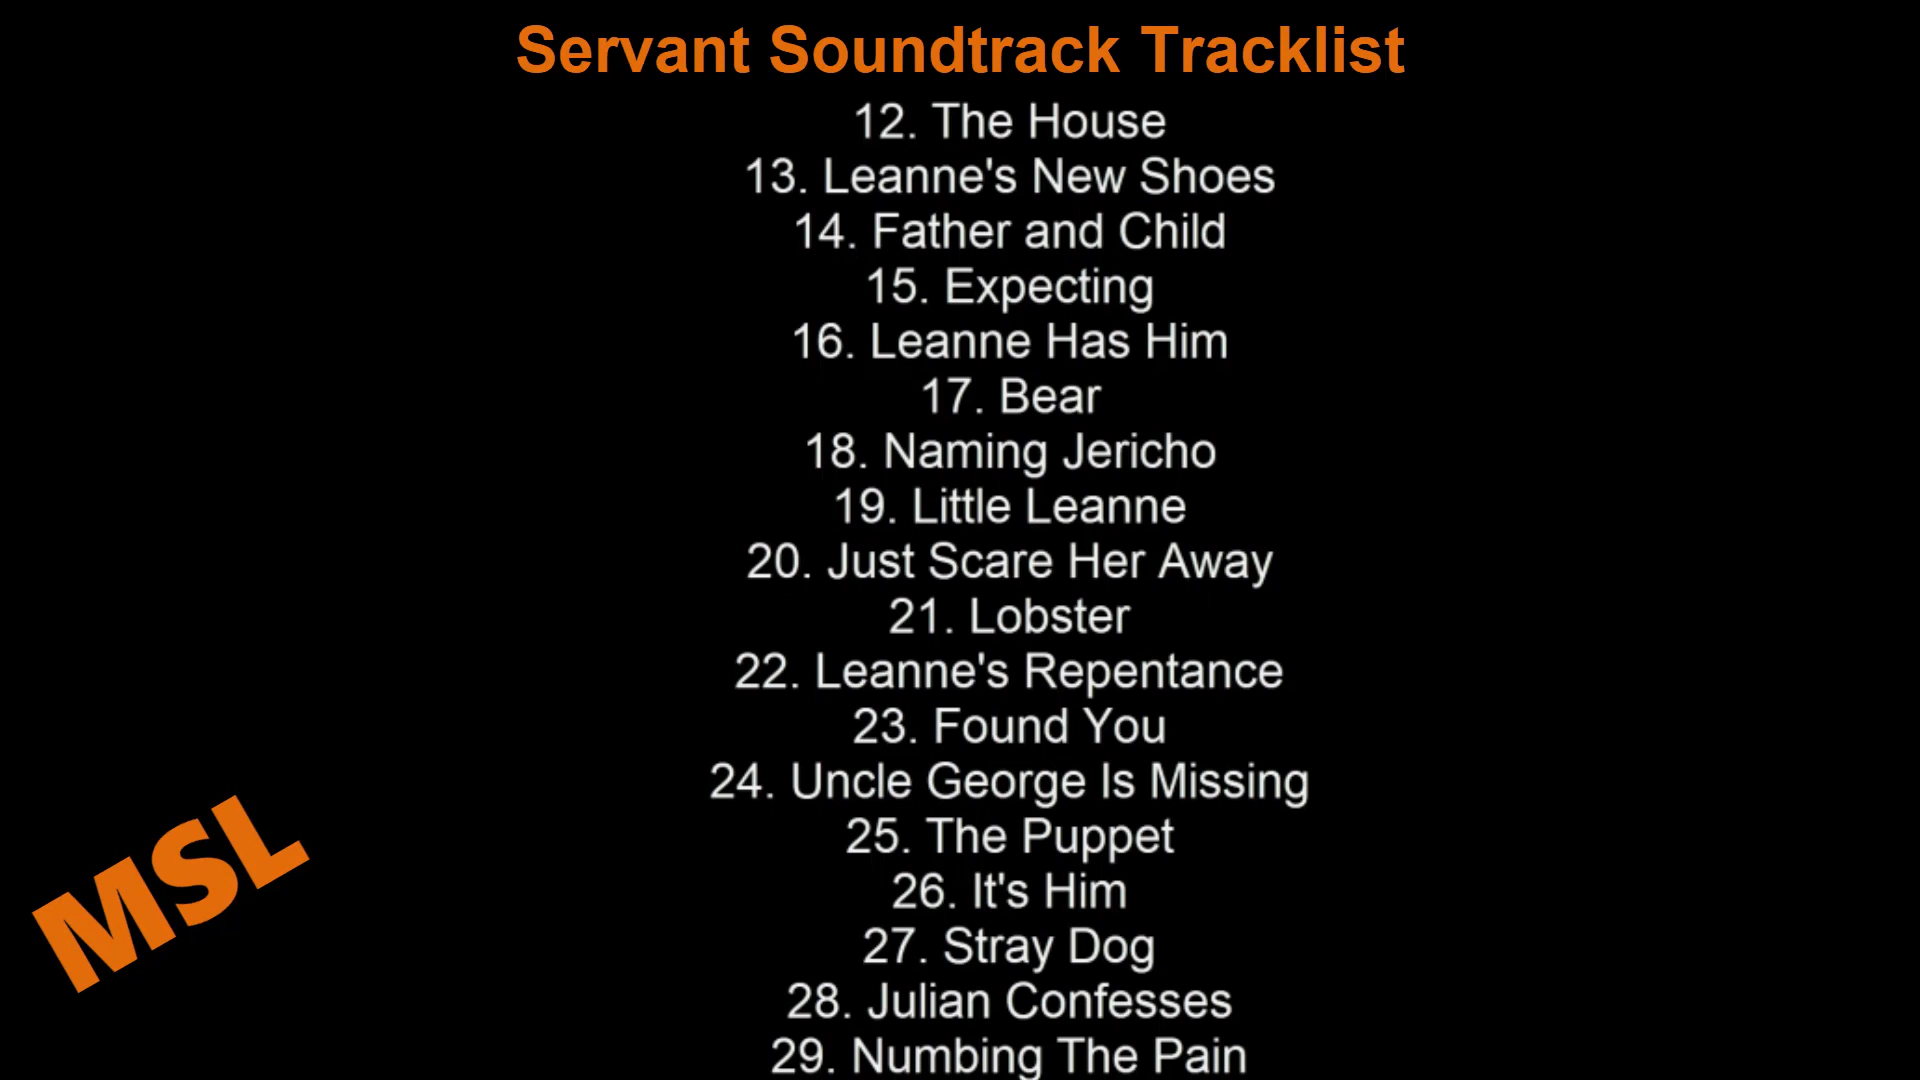 Servant Soundtrack Tracklist
12. The House
13. Leanne's New Shoes
14. Father and Child
15. Expecting
16. Leanne Has Him
17. Bear
18. Naming Jericho
19. Little Leanne
20. Just Scare Her Away
21. Lobster
22. Leanne's Repentance
23. Found You
24. Uncle George Is Missing
25. The Puppet
26. It's Him
27. Stray Dog
28. Julian Confesses
29. Numbing The Pain
MSL